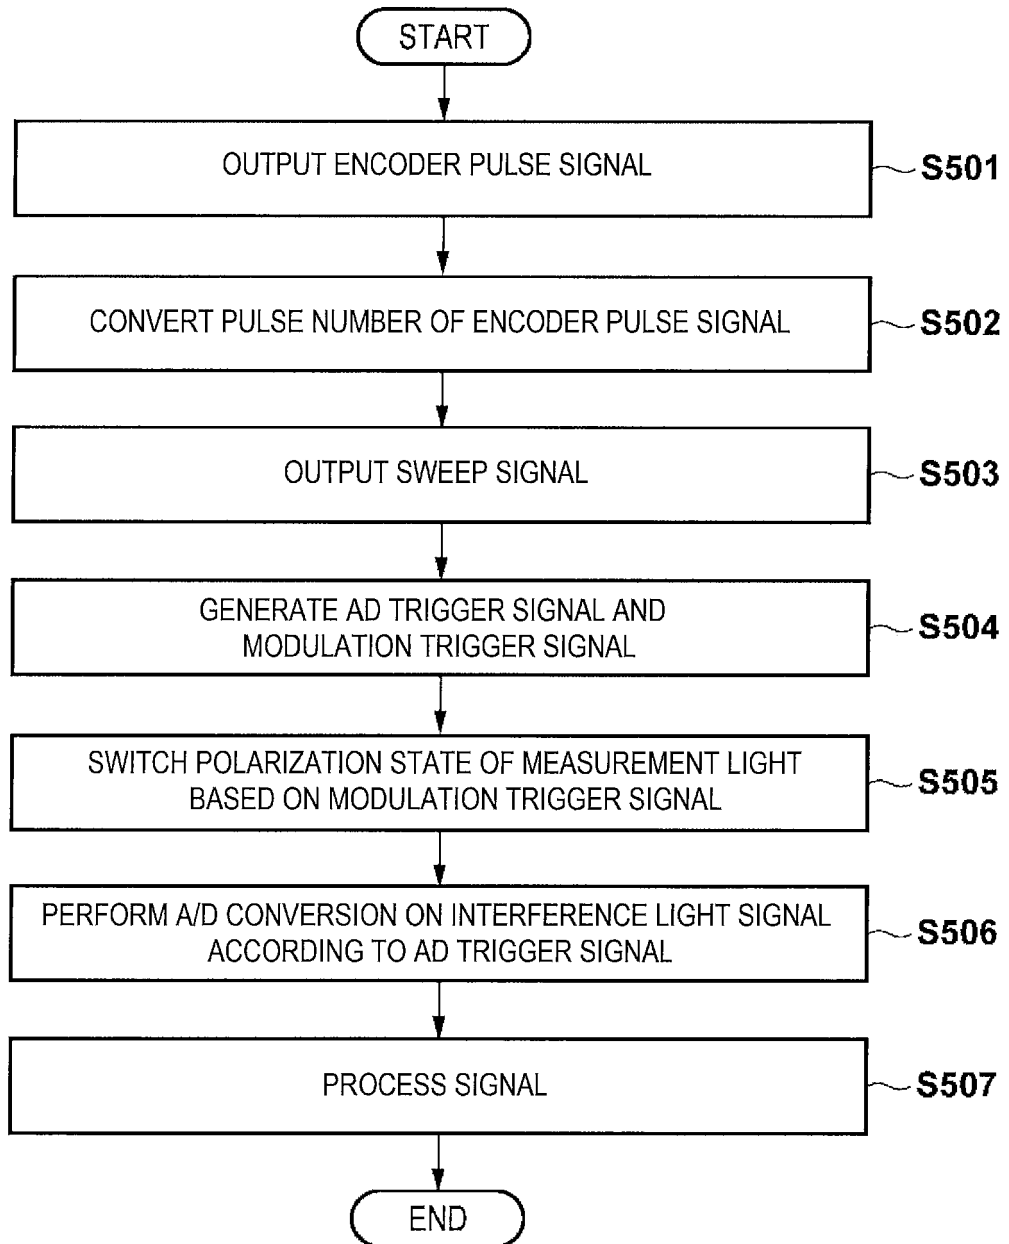 START
OUTPUT ENCODER PULSE SIGNAL
S501
CONVERT PULSE NUMBER OF ENCODER PULSE SIGNAL
S502
OUTPUT SWEEP SIGNAL
S503
GENERATE AD TRIGGER SIGNAL AND
MODULATION TRIGGER SIGNAL
S504
SWITCH POLARIZATION STATE OF MEASUREMENT LIGHT
BASED ON MODULATION TRIGGER SIGNAL
S505
PERFORM A/D CONVERSION ON INTERFERENCE LIGHT SIGNAL
ACCORDING TO AD TRIGGER SIGNAL
S506
PROCESS SIGNAL
S507
END